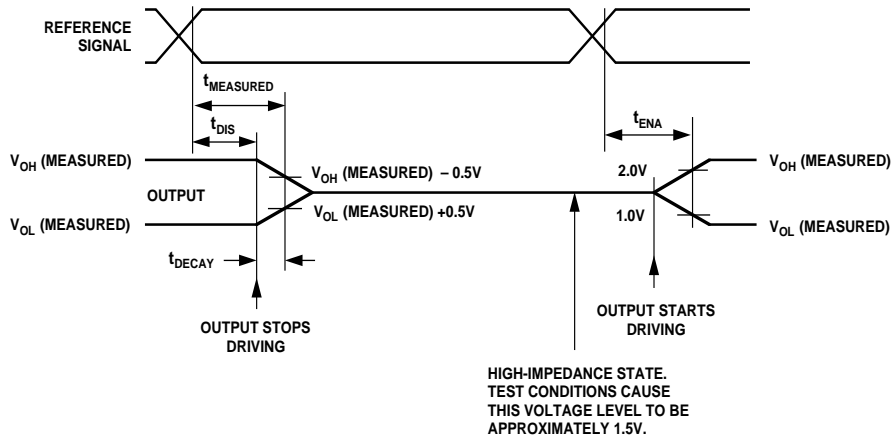 REFERENCE
SIGNAL
tMEASURED
tDIS
tENA
VOH (MEASURED)
VOH (MEASURED) – 0.5V
2.0V
VOH (MEASURED)
OUTPUT
VOL (MEASURED) +0.5V
1.0V
VOL (MEASURED)
VOL (MEASURED)
tDECAY
OUTPUT STOPS
DRIVING
OUTPUT STARTS
DRIVING
HIGH-IMPEDANCE STATE.
TEST CONDITIONS CAUSE
THIS VOLTAGE LEVEL TO BE
APPROXIMATELY 1.5V.